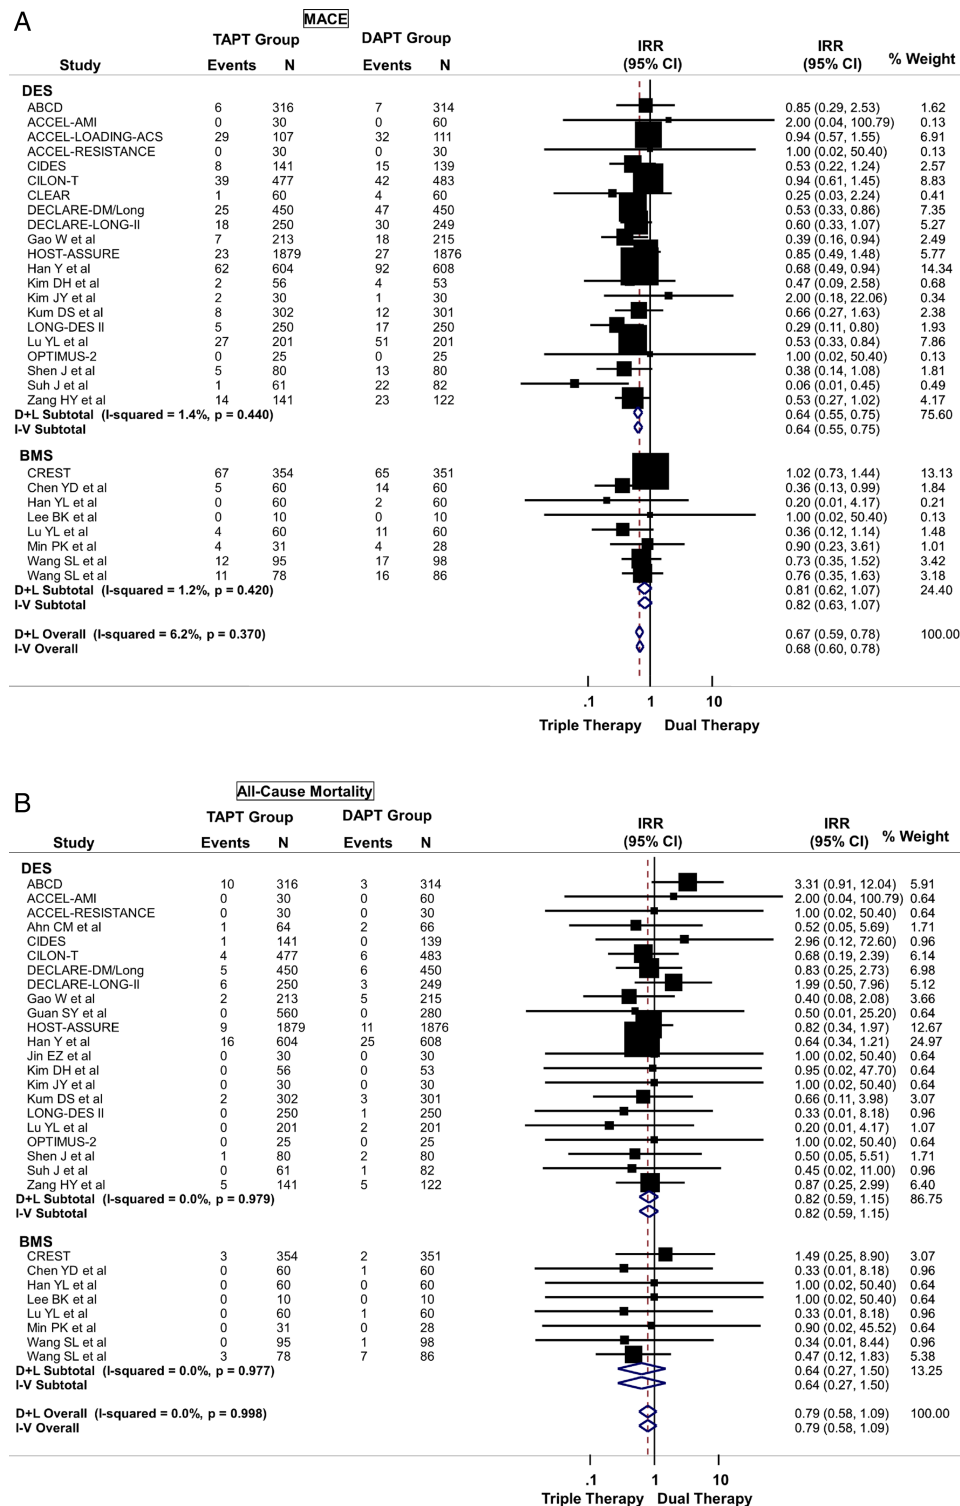 A
MACE
TAPT Group DAPT Group IRR IRR
Study Events N Events N (95% CI) (95% CI) % Weight
DES
ABCD 6 316 7 314 0.85 (0.29, 2.53) 1.62
ACCEL-AMI 0 30 0 60 2.00 (0.04, 100.79) 0.13
ACCEL-LOADING-ACS 29 107 32 111 0.94 (0.57, 1.55) 6.91
ACCEL-RESISTANCE 0 30 0 30 1.00 (0.02, 50.40) 0.13
CIDES 8 141 15 139 0.53 (0.22, 1.24) 2.57
CILON-T 39 477 42 483 0.94 (0.61, 1.45) 8.83
CLEAR 1 60 4 60 0.25 (0.03, 2.24) 0.41
DECLARE-DM/Long 25 450 47 450 0.53 (0.33, 0.86) 7.35
DECLARE-LONG-II 18 250 30 249 0.60 (0.33, 1.07) 5.27
Gao W et al 7 213 18 215 0.39 (0.16, 0.94) 2.49
HOST-ASSURE 23 1879 27 1876 0.85 (0.49, 1.48) 5.77
Han Y et al 62 604 92 608 0.68 (0.49, 0.94) 14.34
Kim DH et al 2 56 4 53 0.47 (0.09, 2.58) 0.68
Kim JY et al 2 30 1 30 2.00 (0.18, 22.06) 0.34
Kum DS et al 8 302 12 301 0.66 (0.27, 1.63) 2.38
LONG-DES II 5 250 17 250 0.29 (0.11, 0.80) 1.93
Lu YL et al 27 201 51 201 0.53 (0.33, 0.84) 7.86
OPTIMUS-2 0 25 0 25 1.00 (0.02, 50.40) 0.13
Shen J et al 5 80 13 80 0.38 (0.14, 1.08) 1.81
Suh J et al 1 61 22 82 0.06 (0.01, 0.45) 0.49
Zang HY et al 14 141 23 122 0.53 (0.27, 1.02) 4.17
D+L Subtotal (I-squared = 1.4%, p = 0.440) 0.64 (0.55, 0.75) 75.60
I-V Subtotal 0.64 (0.55, 0.75)
BMS
CREST 67 354 65 351 1.02 (0.73, 1.44) 13.13
Chen YD et al 5 60 14 60 0.36 (0.13, 0.99) 1.84
Han YL et al 0 60 2 60 0.20 (0.01, 4.17) 0.21
Lee BK et al 0 10 0 10 1.00 (0.02, 50.40) 0.13
Lu YL et al 4 60 11 60 0.36 (0.12, 1.14) 1.48
Min PK et al 4 31 4 28 0.90 (0.23, 3.61) 1.01
Wang SL et al 12 95 17 98 0.73 (0.35, 1.52) 3.42
Wang SL et al 11 78 16 86 0.76 (0.35, 1.63) 3.18
D+L Subtotal (I-squared = 1.2%, p = 0.420) 0.81 (0.62, 1.07) 24.40
I-V Subtotal 0.82 (0.63, 1.07)
D+L Overall (I-squared = 6.2%, p = 0.370) 0.67 (0.59, 0.78) 100.00
I-V Overall 0.68 (0.60, 0.78)
.1 1 10
Triple Therapy Dual Therapy
B
All-Cause Mortality
TAPT Group DAPT Group IRR IRR
Study Events N Events N (95% CI) (95% CI) % Weight
DES
ABCD 10 316 3 314 3.31 (0.91, 12.04) 5.91
ACCEL-AMI 0 30 0 60 2.00 (0.04, 100.79) 0.64
ACCEL-RESISTANCE 0 30 0 30 1.00 (0.02, 50.40) 0.64
Ahn CM et al 1 64 2 66 0.52 (0.05, 5.69) 1.71
CIDES 1 141 0 139 2.96 (0.12, 72.60) 0.96
CILON-T 4 477 6 483 0.68 (0.19, 2.39) 6.14
DECLARE-DM/Long 5 450 6 450 0.83 (0.25, 2.73) 6.98
DECLARE-LONG-II 6 250 3 249 1.99 (0.50, 7.96) 5.12
Gao W et al 2 213 5 215 0.40 (0.08, 2.08) 3.66
Guan SY et al 0 560 0 280 0.50 (0.01, 25.20) 0.64
HOST-ASSURE 9 1879 11 1876 0.82 (0.34, 1.97) 12.67
Han Y et al 16 604 25 608 0.64 (0.34, 1.21) 24.97
Jin EZ et al 0 30 0 30 1.00 (0.02, 50.40) 0.64
Kim DH et al 0 56 0 53 0.95 (0.02, 47.70) 0.64
Kim JY et al 0 30 0 30 1.00 (0.02, 50.40) 0.64
Kum DS et al 2 302 3 301 0.66 (0.11, 3.98) 3.07
LONG-DES II 0 250 1 250 0.33 (0.01, 8.18) 0.96
Lu YL et al 0 201 2 201 0.20 (0.01, 4.17) 1.07
OPTIMUS-2 0 25 0 25 1.00 (0.02, 50.40) 0.64
Shen J et al 1 80 2 80 0.50 (0.05, 5.51) 1.71
Suh J et al 0 61 1 82 0.45 (0.02, 11.00) 0.96
Zang HY et al 5 141 5 122 0.87 (0.25, 2.99) 6.40
D+L Subtotal (I-squared = 0.0%, p = 0.979) 0.82 (0.59, 1.15) 86.75
I-V Subtotal 0.82 (0.59, 1.15)
BMS
CREST 3 354 2 351 1.49 (0.25, 8.90) 3.07
Chen YD et al 0 60 1 60 0.33 (0.01, 8.18) 0.96
Han YL et al 0 60 0 60 1.00 (0.02, 50.40) 0.64
Lee BK et al 0 10 0 10 1.00 (0.02, 50.40) 0.64
Lu YL et al 0 60 1 60 0.33 (0.01, 8.18) 0.96
Min PK et al 0 31 0 28 0.90 (0.02, 45.52) 0.64
Wang SL et al 0 95 1 98 0.34 (0.01, 8.44) 0.96
Wang SL et al 3 78 7 86 0.47 (0.12, 1.83) 5.38
D+L Subtotal (I-squared = 0.0%, p = 0.977) 0.64 (0.27, 1.50) 13.25
I-V Subtotal 0.64 (0.27, 1.50)
D+L Overall (I-squared = 0.0%, p = 0.998) 0.79 (0.58, 1.09) 100.00
I-V Overall 0.79 (0.58, 1.09)
.1 1 10
Triple Therapy Dual Therapy